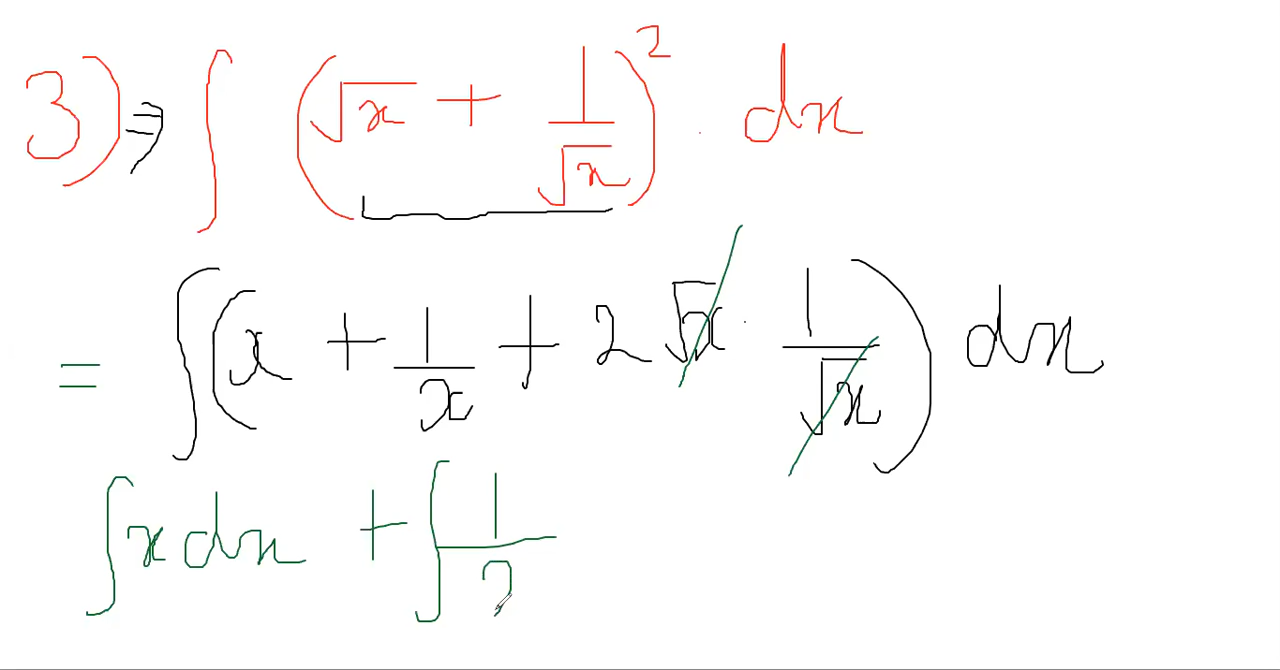 3) ⇒ ∫ (√x + 1/√x)² dx
= ∫ (x + 1/x + 2√x · 1/√x) dx
∫ x dx + ∫ 1/